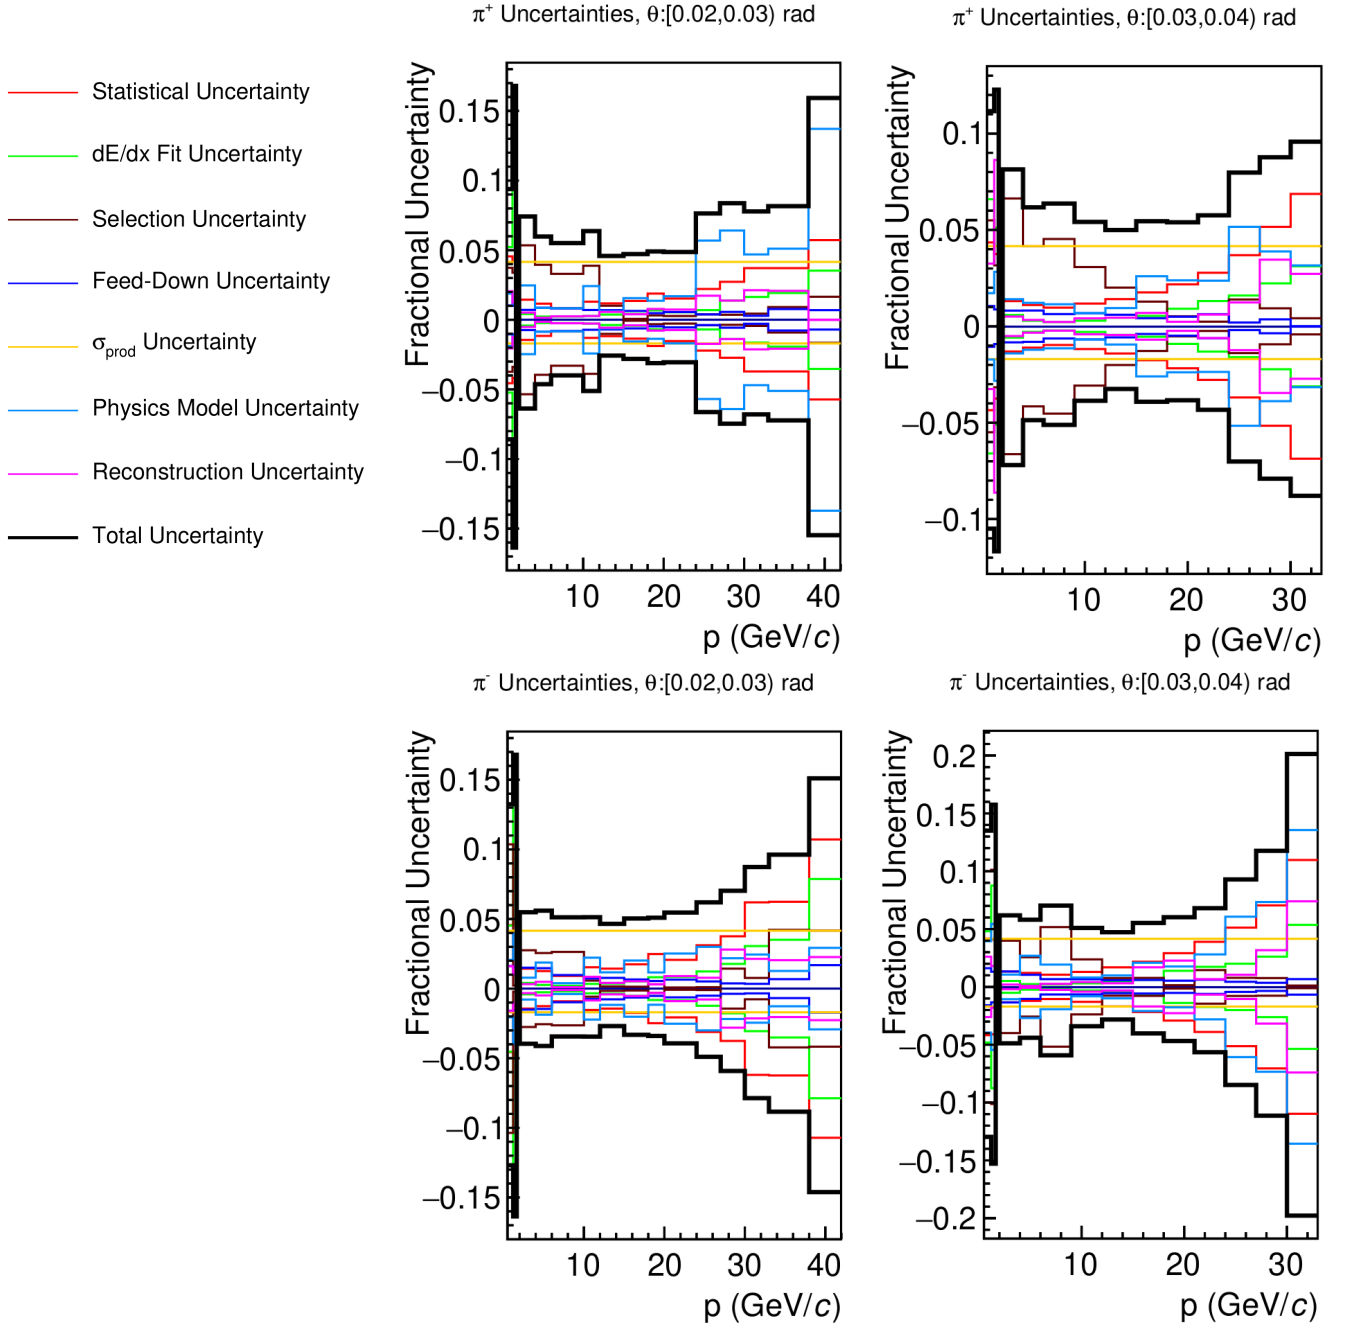 π+ Uncertainties, θ:[0.02,0.03) rad
π+ Uncertainties, θ:[0.03,0.04) rad
Statistical Uncertainty
dE/dx Fit Uncertainty
Selection Uncertainty
Feed-Down Uncertainty
σprod Uncertainty
Physics Model Uncertainty
Reconstruction Uncertainty
Total Uncertainty
Fractional Uncertainty
0.15
0.1
0.05
0
−0.05
−0.1
−0.15
10 20 30 40
p (GeV/c)
Fractional Uncertainty
0.1
0.05
0
−0.05
−0.1
10 20 30
p (GeV/c)
π- Uncertainties, θ:[0.02,0.03) rad
π- Uncertainties, θ:[0.03,0.04) rad
Fractional Uncertainty
0.15
0.1
0.05
0
−0.05
−0.1
−0.15
10 20 30 40
p (GeV/c)
Fractional Uncertainty
0.2
0.15
0.1
0.05
0
−0.05
−0.1
−0.15
−0.2
10 20 30
p (GeV/c)